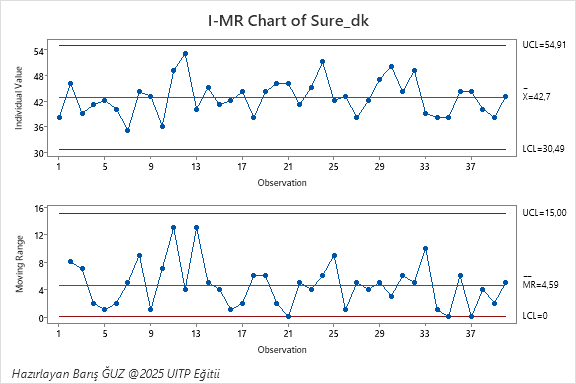 I-MR Chart of Sure_dk
Individual Value
54
48
42
36
30
UCL=54,91
X=42,7
LCL=30,49
1 5 9 13 17 21 25 29 33 37
Observation
Moving Range
16
12
8
4
0
UCL=15,00
MR=4,59
LCL=0
1 5 9 13 17 21 25 29 33 37
Observation
Hazırlayan Barış ĞUZ @2025 UITP Eğitii